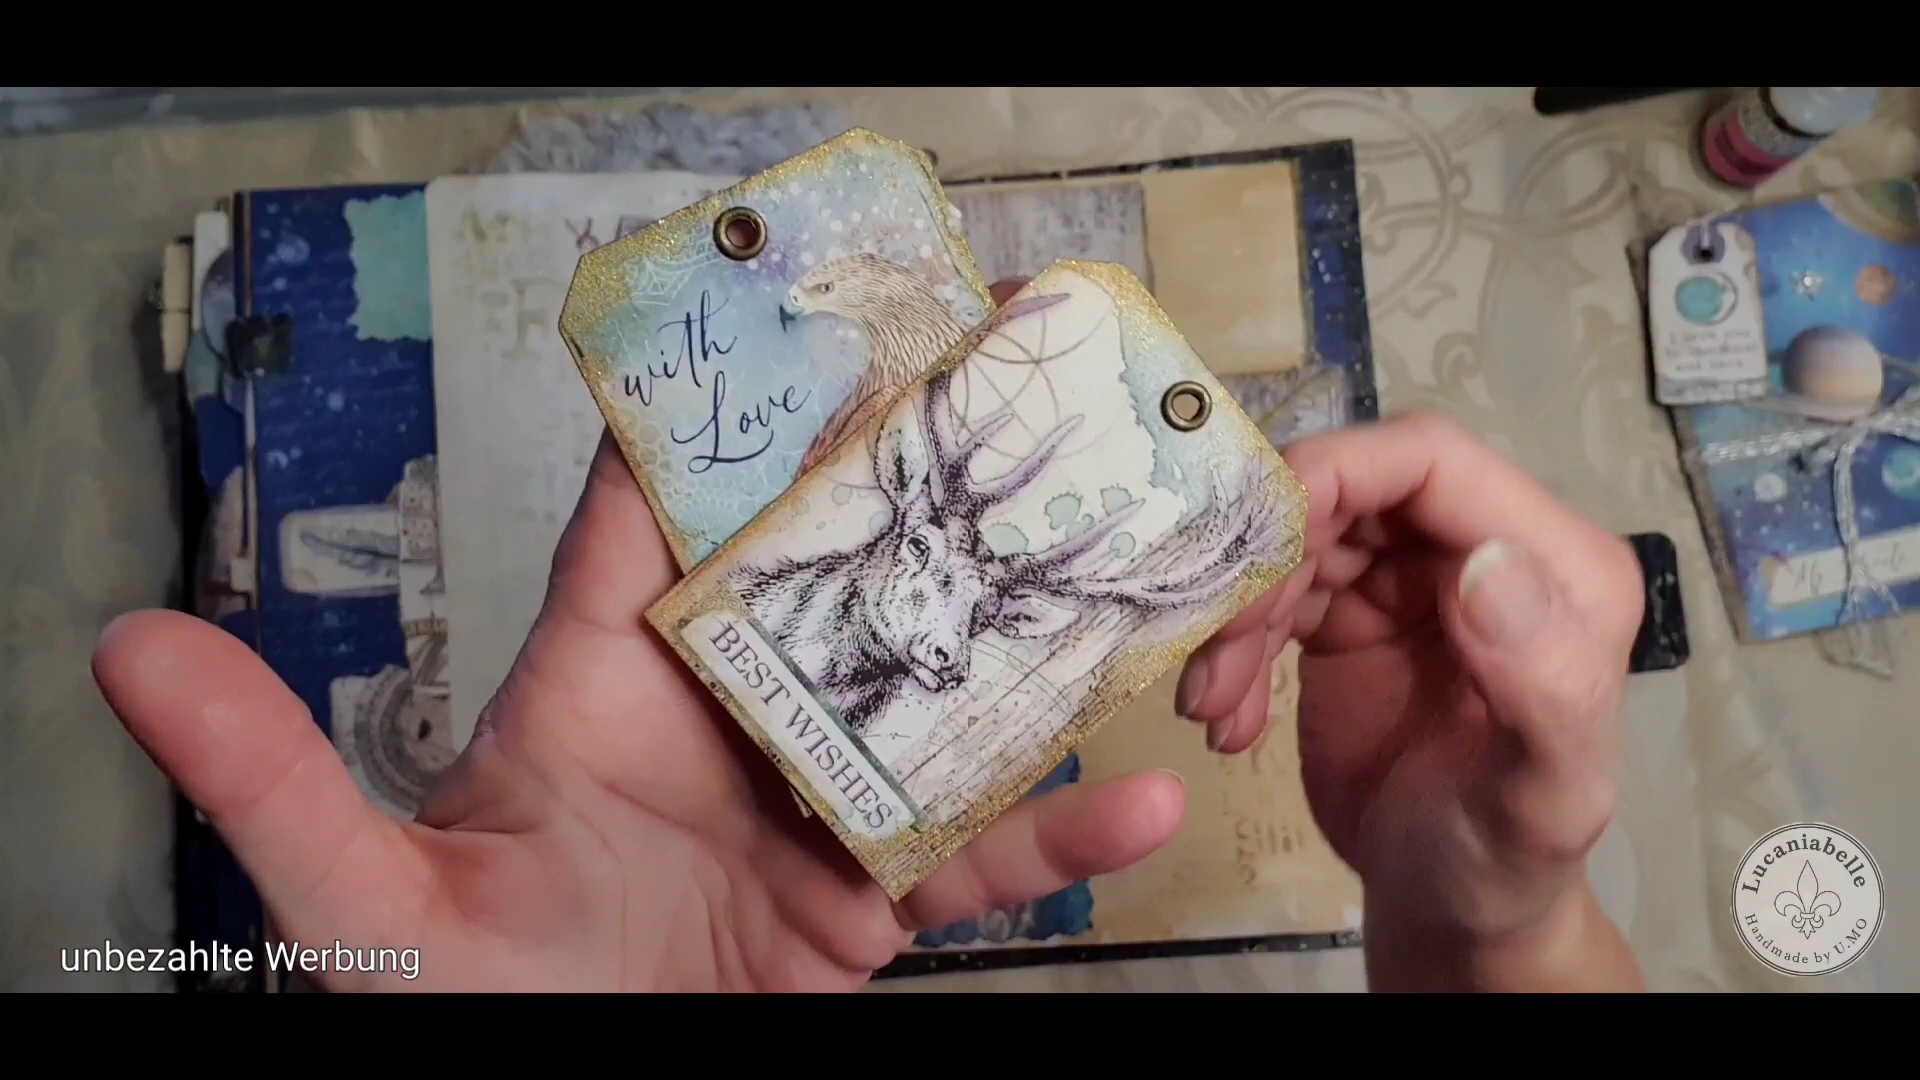 with
Love
BEST WISHES
unbezahlte Werbung
Lucaniabelle
Handmade by U.MO